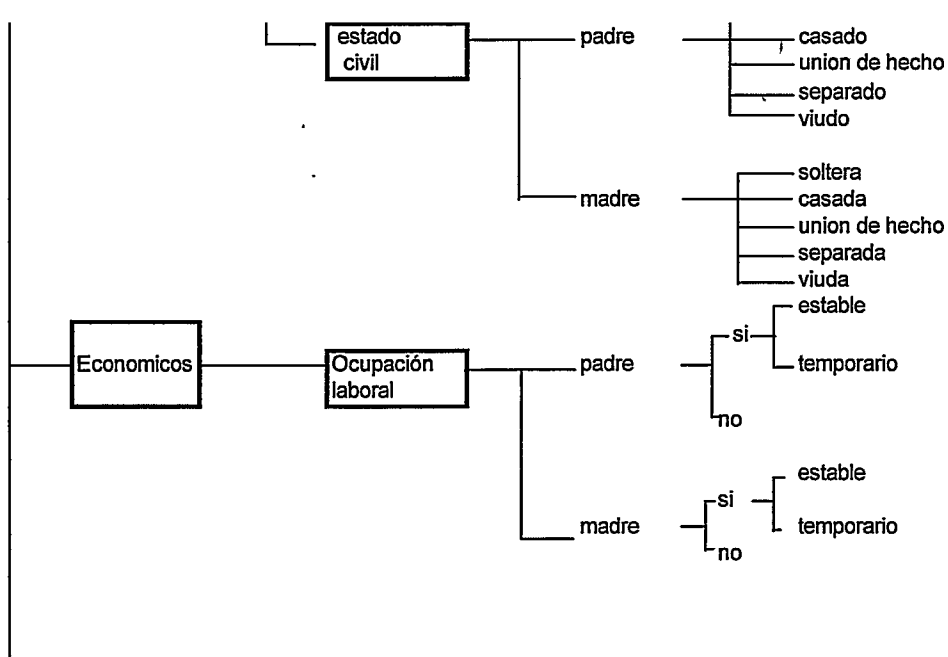 estado
civil
padre
casado
union de hecho
separado
viudo
madre
soltera
casada
union de hecho
separada
viuda
Economicos
Ocupación
laboral
padre
si
estable
temporario
no
madre
si
estable
temporario
no